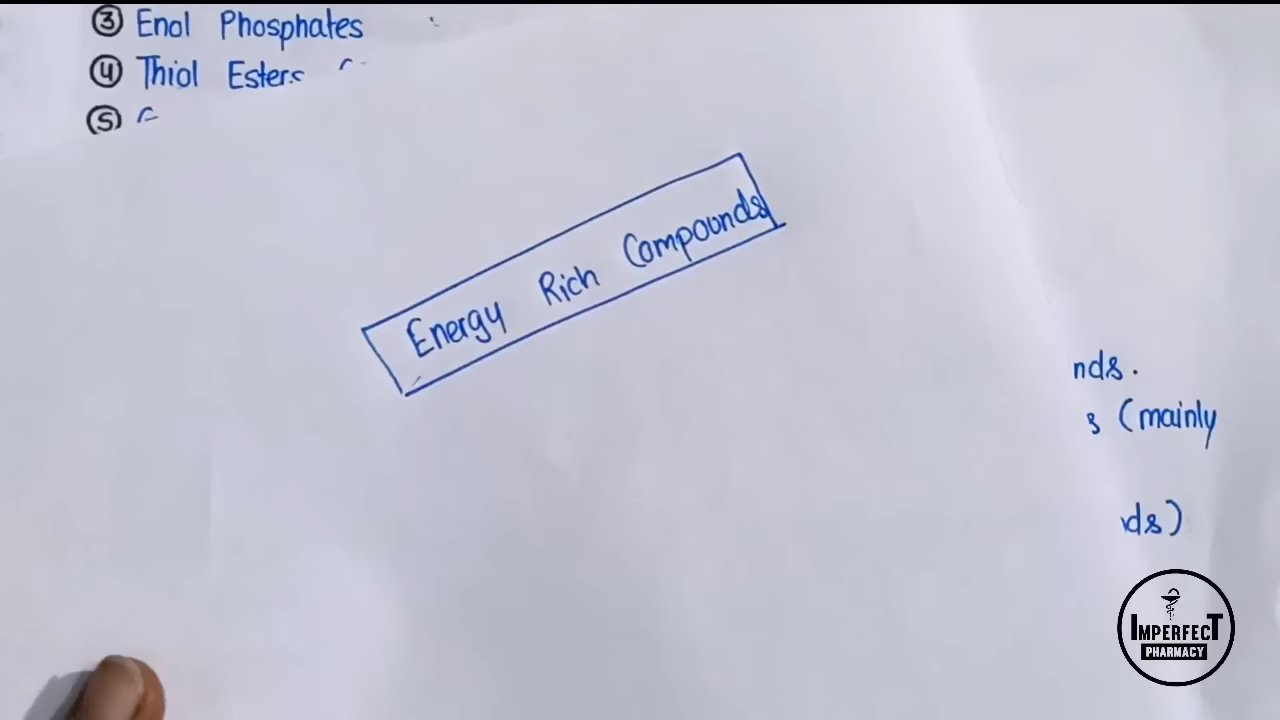 ③ Enol Phosphates
④ Thiol Esters
⑤
Energy Rich Compounds
nds.
s (mainly
ds)
IMPERFECT
PHARMACY